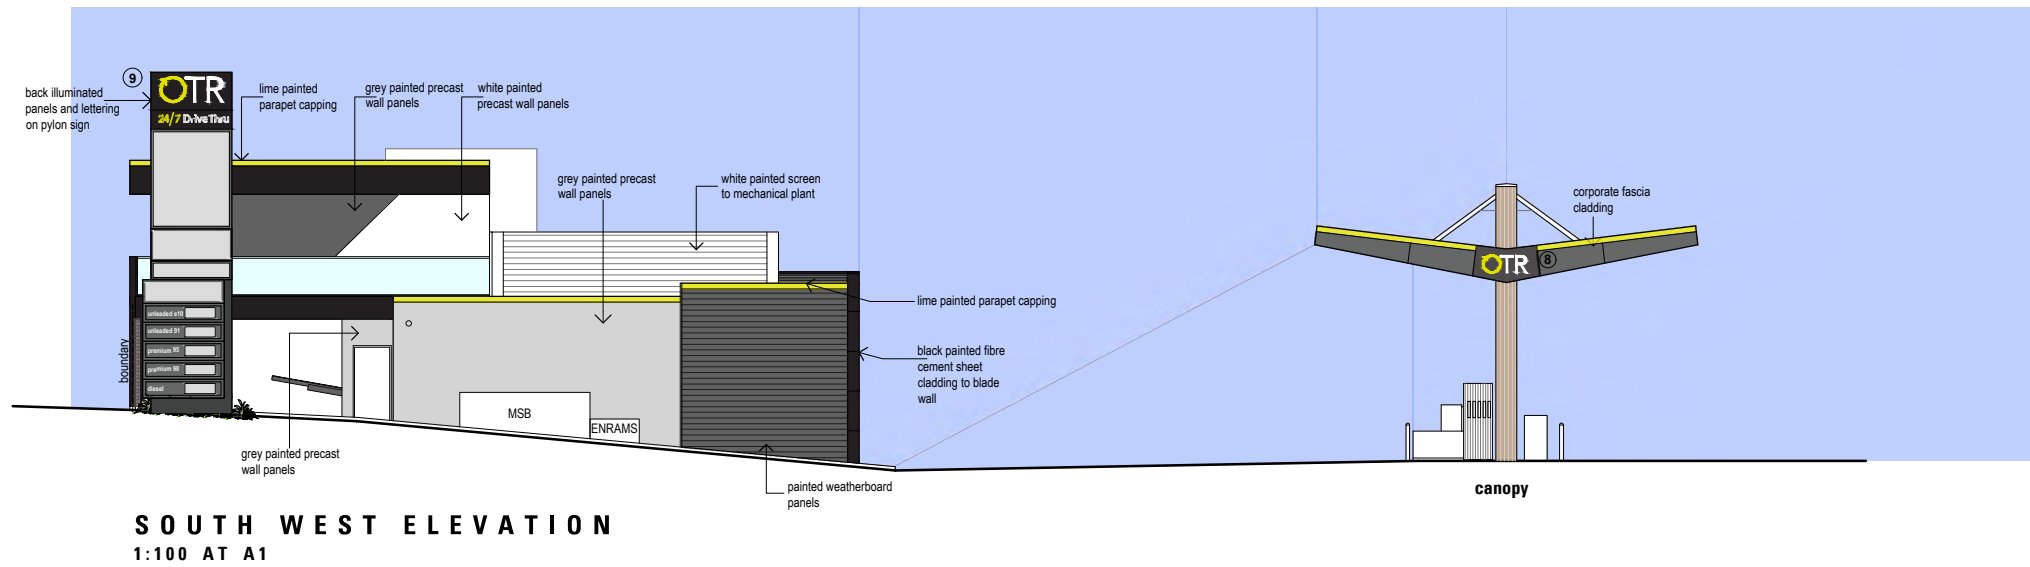 9
OTR
24/7 Drive Thru
back illuminated
panels and lettering
on pylon sign
lime painted
parapet capping
grey painted precast
wall panels
white painted
precast wall panels
grey painted precast
wall panels
white painted screen
to mechanical plant
corporate fascia
cladding
OTR
8
lime painted parapet capping
unleaded e10
unleaded 91
premium 95
premium 98
diesel
boundary
black painted fibre
cement sheet
cladding to blade
wall
MSB
ENRAMS
grey painted precast
wall panels
painted weatherboard
panels
canopy
SOUTH WEST ELEVATION
1:100 AT A1